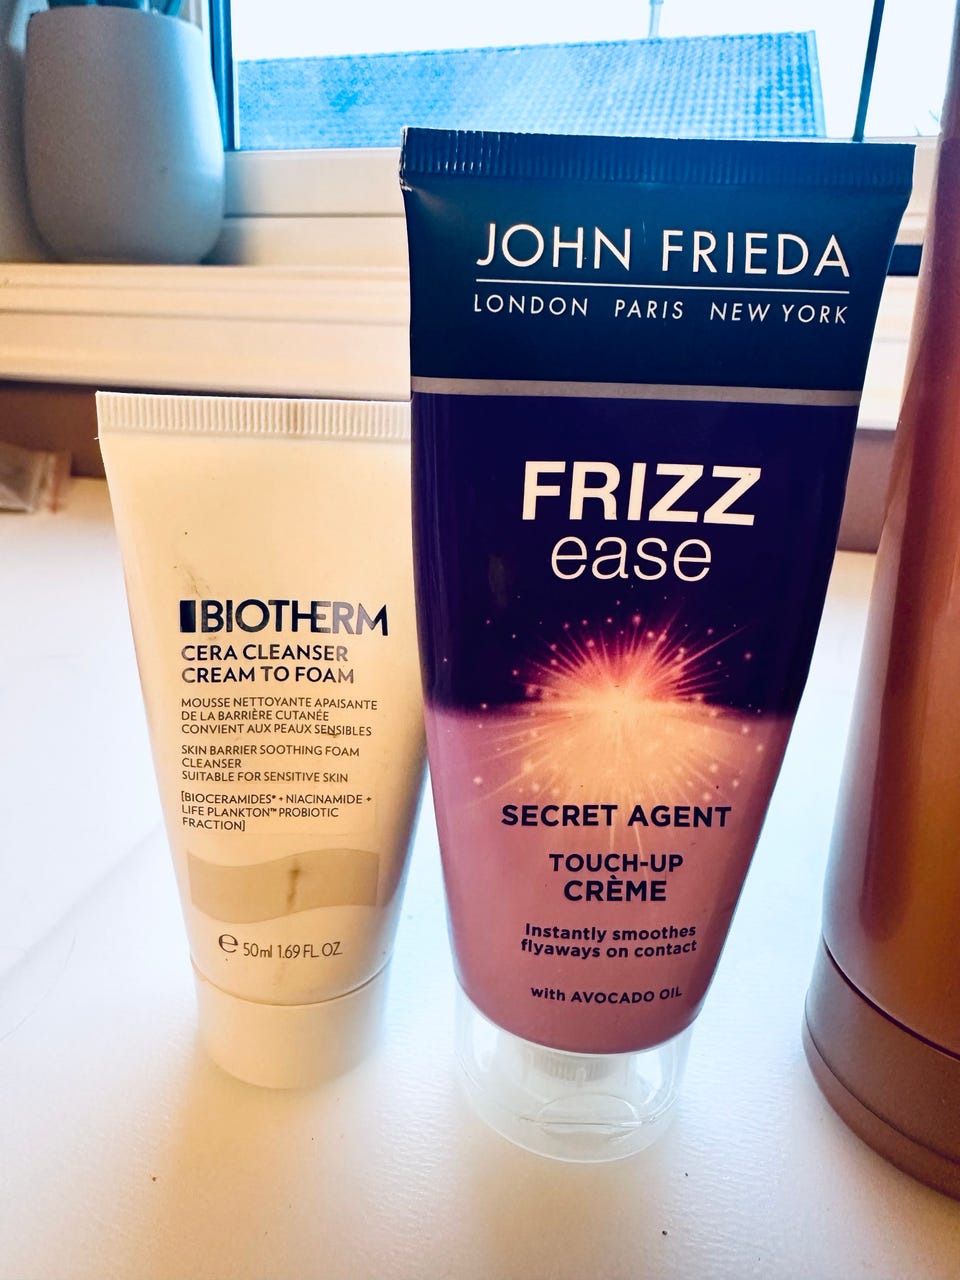 BIOTHERM
CERA CLEANSER
CREAM TO FOAM
MOUSSE NETTOYANTE APAISANTE
DE LA BARRIÈRE CUTANÉE
CONVIENT AUX PEAUX SENSIBLES
SKIN BARRIER SOOTHING FOAM
CLEANSER
SUITABLE FOR SENSITIVE SKIN
[BIOCERAMIDES* + NIACINAMIDE +
LIFE PLANKTON™ PROBIOTIC
FRACTION]
℮ 50ml 1.69 FL. OZ.
JOHN FRIEDA
LONDON PARIS NEW YORK
FRIZZ
ease
SECRET AGENT
TOUCH-UP
CRÈME
Instantly smoothes
flyaways on contact
with AVOCADO OIL